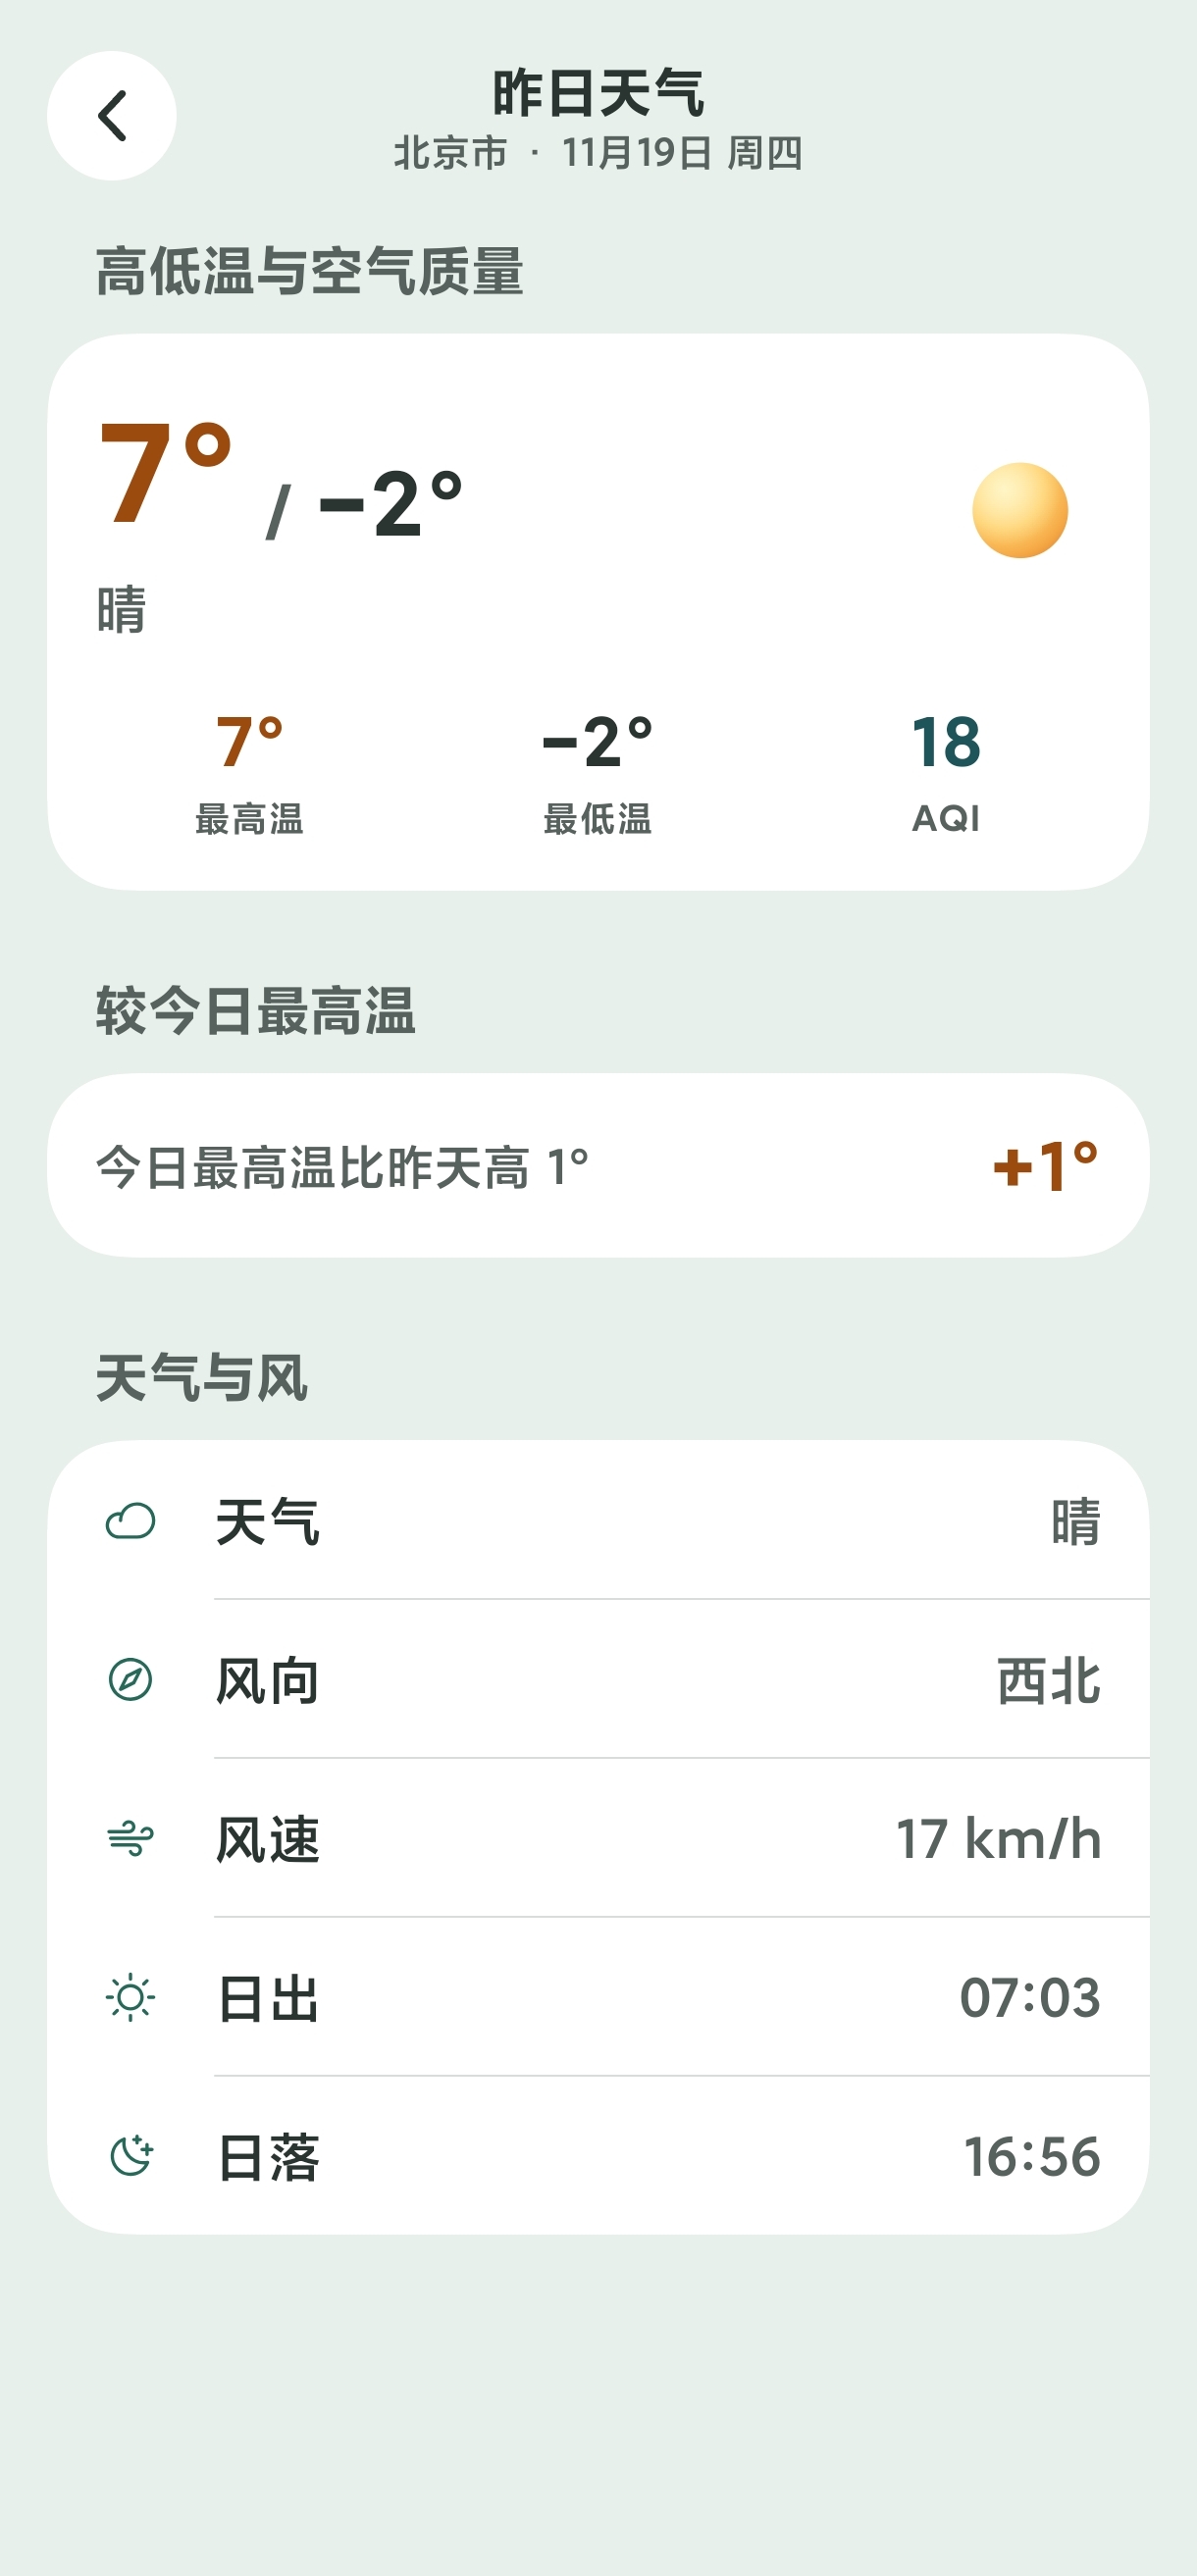 昨日天气
北京市 · 11月19日 周四
高低温与空气质量
7° / -2°
晴
7° -2° 18
最高温 最低温 AQI
较今日最高温
今日最高温比昨天高 1° +1°
天气与风
天气 晴
风向 西北
风速 17 km/h
日出 07:03
日落 16:56